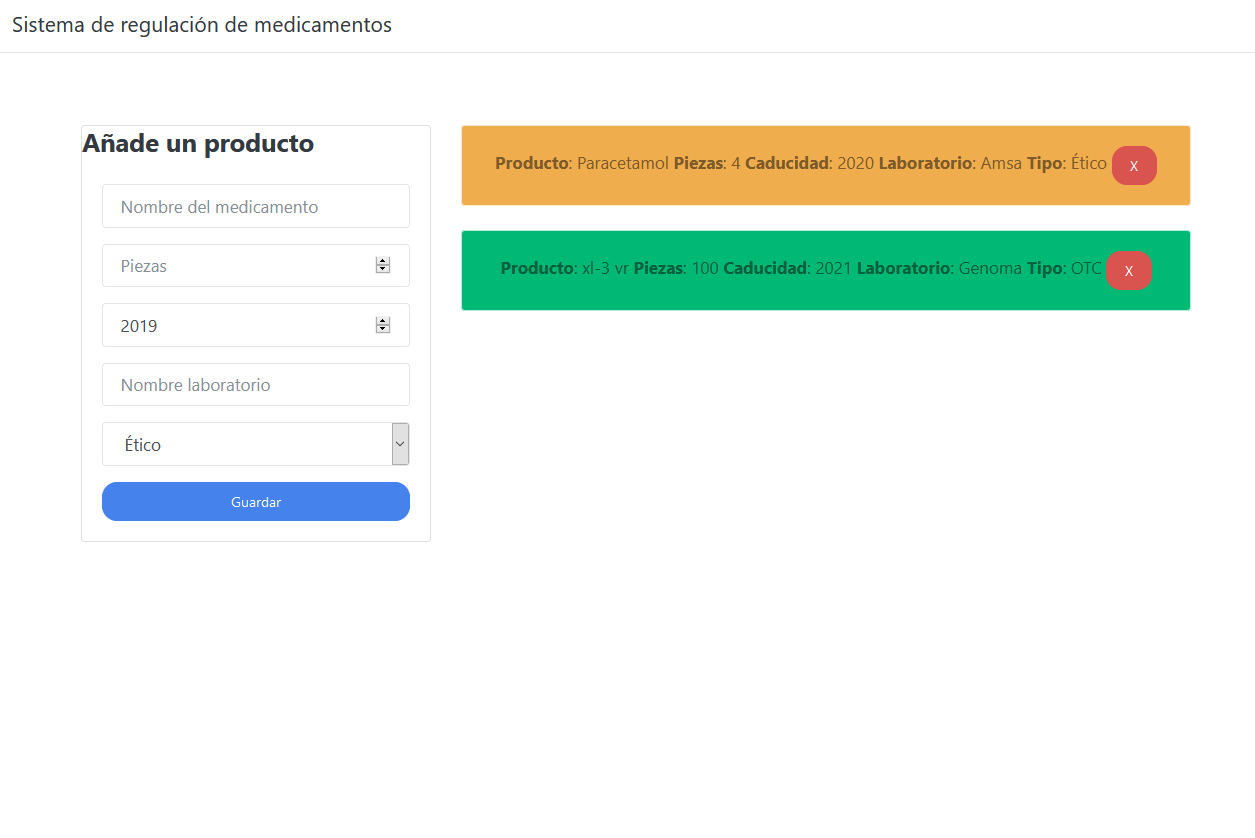 Sistema de regulación de medicamentos
Añade un producto
Nombre del medicamento
Piezas
2019
Nombre laboratorio
Ético
Guardar
Producto: Paracetamol Piezas: 4 Caducidad: 2020 Laboratorio: Amsa Tipo: Ético X
Producto: xl-3 vr Piezas: 100 Caducidad: 2021 Laboratorio: Genoma Tipo: OTC X